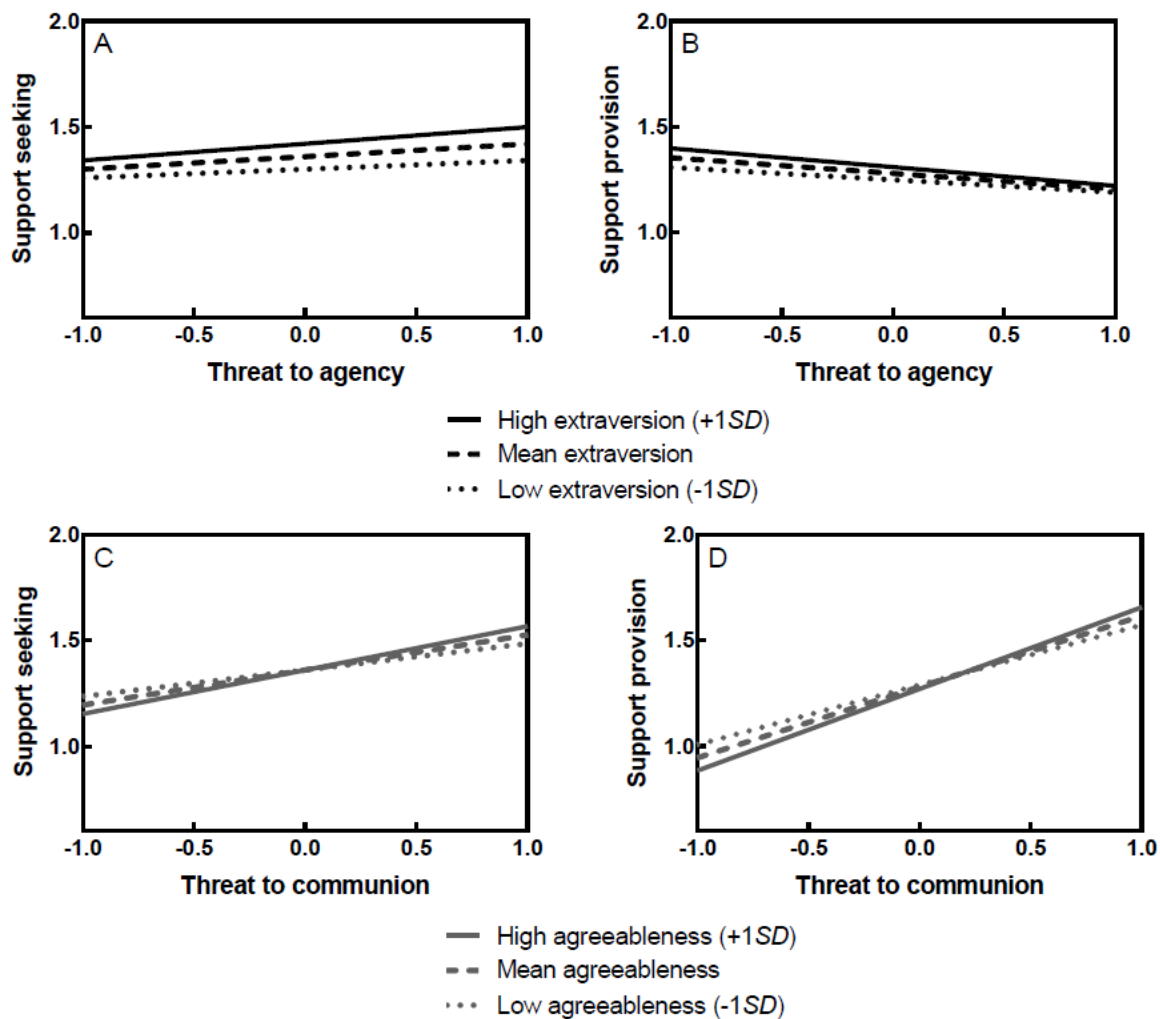 A
Support seeking
2.0
1.5
1.0
-1.0 -0.5 0.0 0.5 1.0
Threat to agency
B
Support provision
2.0
1.5
1.0
-1.0 -0.5 0.0 0.5 1.0
Threat to agency
High extraversion (+1SD)
Mean extraversion
Low extraversion (-1SD)
C
Support seeking
2.0
1.5
1.0
-1.0 -0.5 0.0 0.5 1.0
Threat to communion
D
Support provision
2.0
1.5
1.0
-1.0 -0.5 0.0 0.5 1.0
Threat to communion
High agreeableness (+1SD)
Mean agreeableness
Low agreeableness (-1SD)